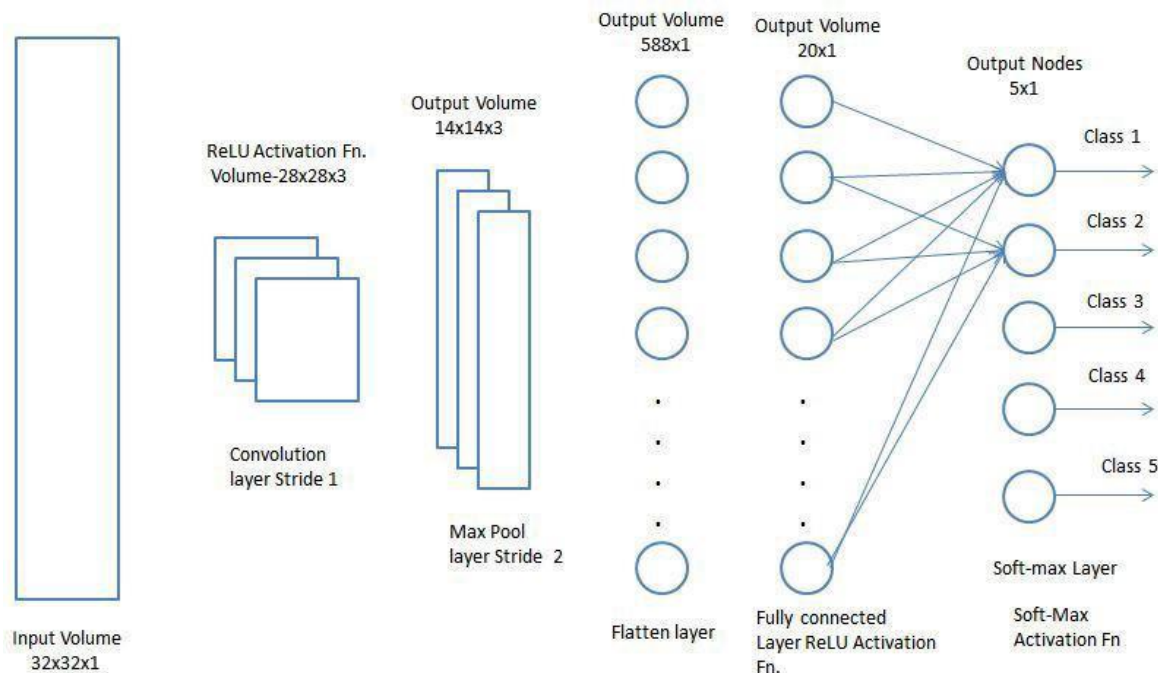 Input Volume
32x32x1
ReLU Activation Fn.
Volume-28x28x3
Convolution
layer Stride 1
Output Volume
14x14x3
Max Pool
layer Stride 2
Output Volume
588x1
Flatten layer
Output Volume
20x1
Fully connected
Layer ReLU Activation
Fn.
Output Nodes
5x1
Class 1
Class 2
Class 3
Class 4
Class 5
Soft-max Layer
Soft-Max
Activation Fn